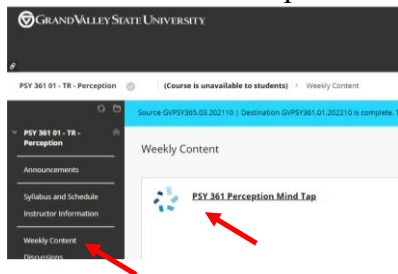 GRAND VALLEY STATE UNIVERSITY
PSY 361 01 - TR - Perception
(Course is unavailable to students)
Weekly Content
Source GVPSY365.03.202110 | Destination GVPSY361.01.202210 is complete.
PSY 361 01 - TR -
Perception
Announcements
Syllabus and Schedule
Instructor Information
Weekly Content
Discussions
Weekly Content
PSY 361 Perception Mind Tap